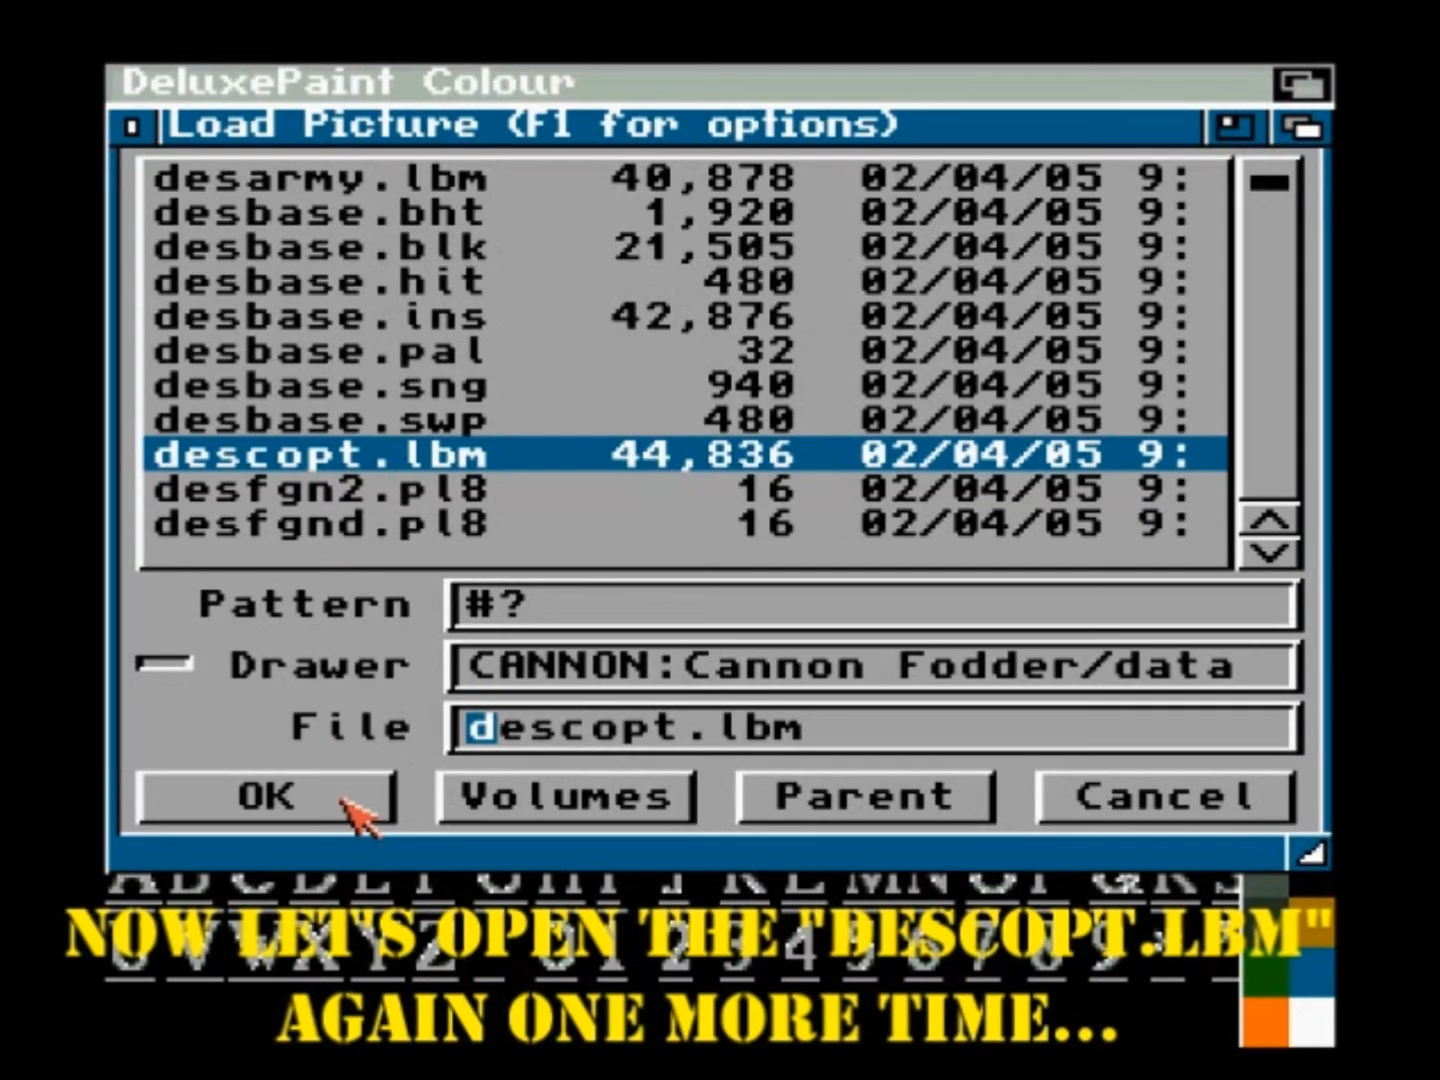 DeluxePaint Colour
Load Picture (F1 for options)
desarmy.lbm 40,878 02/04/05 9:
desbase.bht 1,920 02/04/05 9:
desbase.blk 21,505 02/04/05 9:
desbase.hit 480 02/04/05 9:
desbase.ins 42,876 02/04/05 9:
desbase.pal 32 02/04/05 9:
desbase.sng 940 02/04/05 9:
desbase.swp 480 02/04/05 9:
descopt.lbm 44,836 02/04/05 9:
desfgn2.pl8 16 02/04/05 9:
desfgnd.pl8 16 02/04/05 9:
Pattern #?
Drawer CANNON:Cannon Fodder/data
File descopt.lbm
OK Volumes Parent Cancel
NOW LET'S OPEN THE "DESCOPT.LBM"
AGAIN ONE MORE TIME...